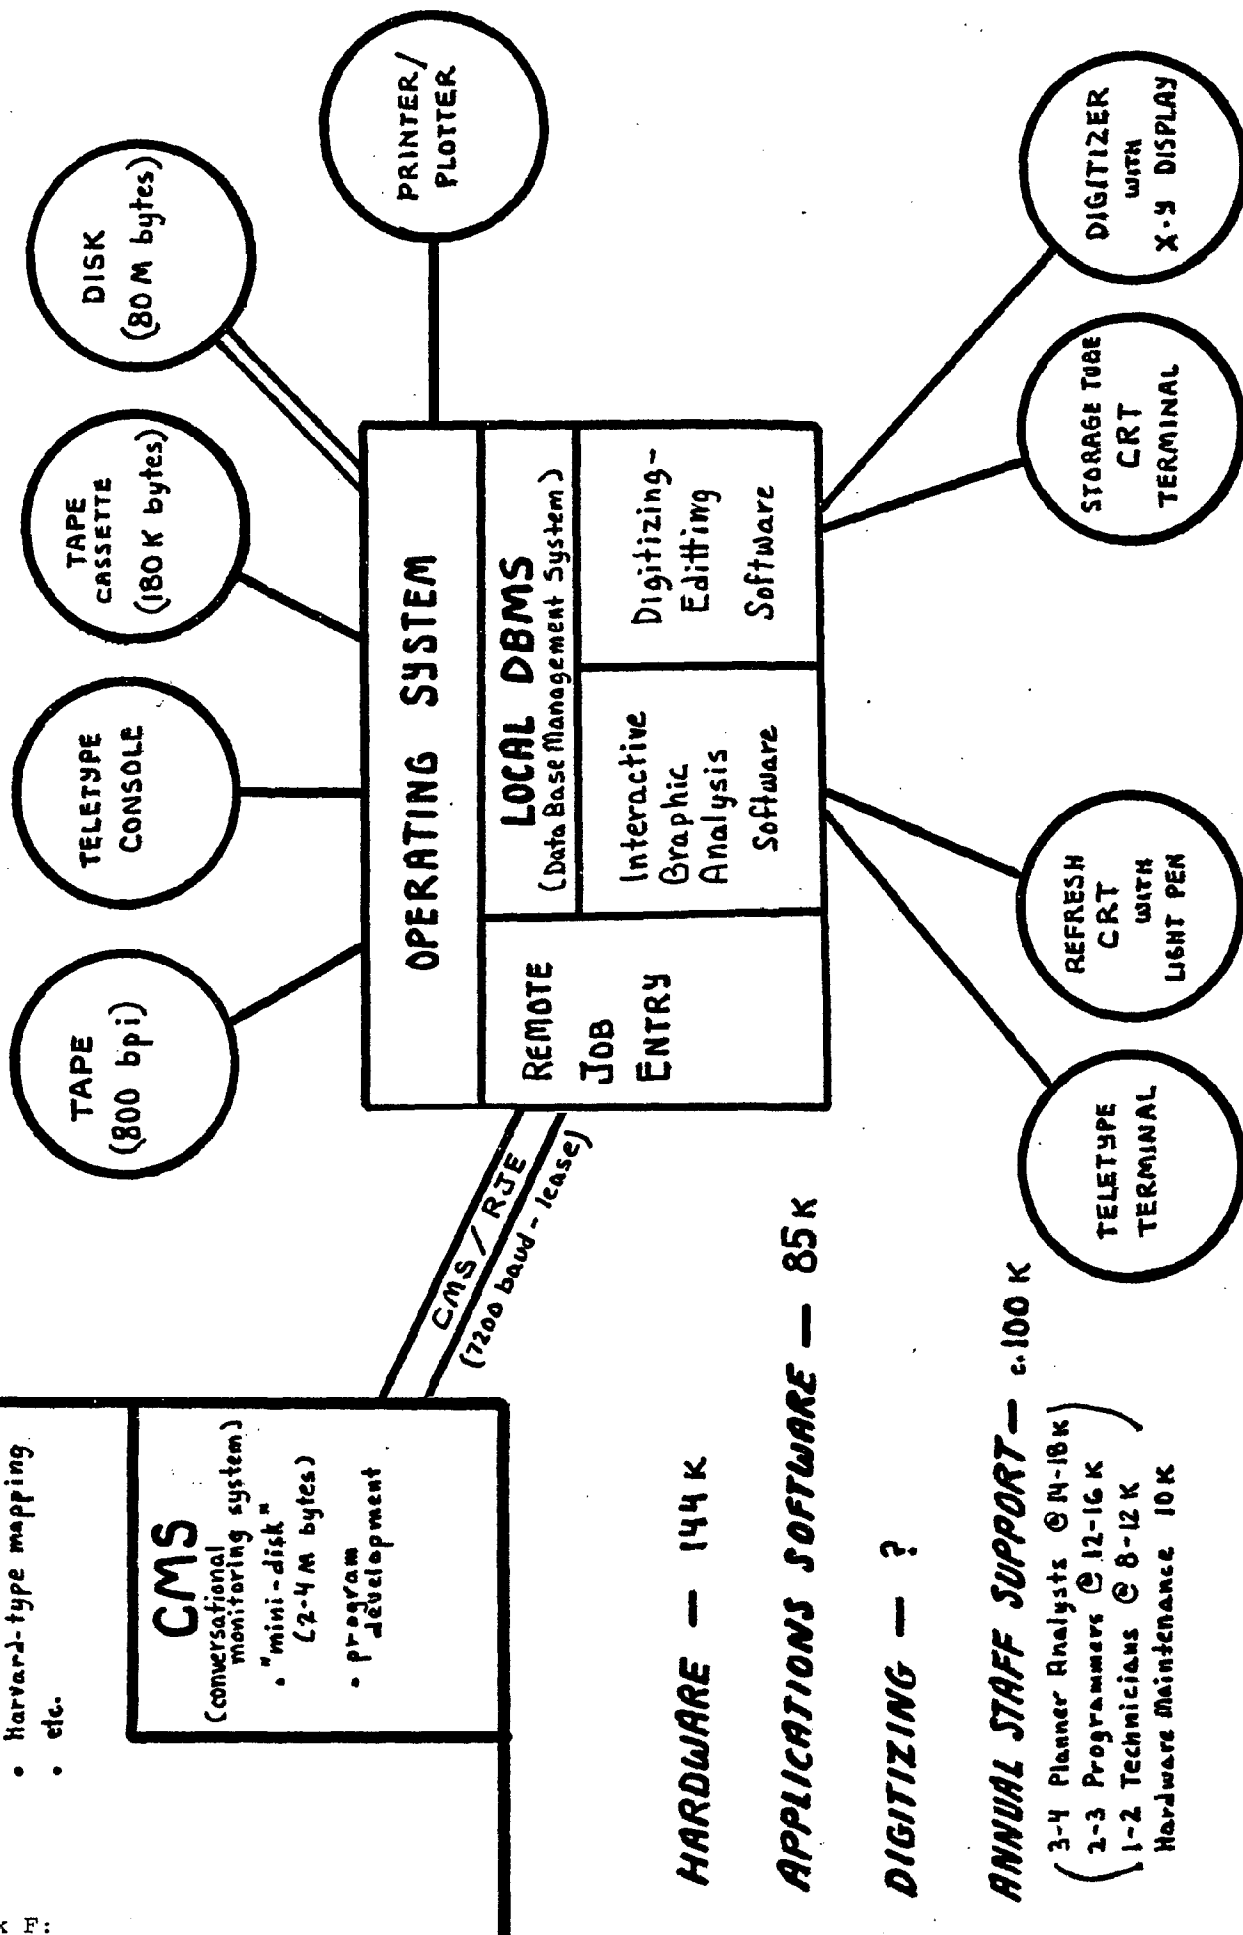 x F:
• Harvard-type mapping
• etc.
CMS
(conversational
monitoring system)
• "mini-disk"
(2-4 M bytes)
• program
development
CMS / RJE
(7200 baud - lease)
TAPE
(800 bpi)
TELETYPE
CONSOLE
TAPE
CASSETTE
(180 K bytes)
DISK
(80 M bytes)
PRINTER/
PLOTTER
OPERATING SYSTEM
REMOTE
JOB
ENTRY
LOCAL DBMS
(Data Base Management System)
Interactive
Graphic
Analysis
Software
Digitizing-
Editting
Software
TELETYPE
TERMINAL
REFRESH
CRT
WITH
LIGHT PEN
STORAGE TUBE
CRT
TERMINAL
DIGITIZER
WITH
X-Y DISPLAY
HARDWARE — 144 K
APPLICATIONS SOFTWARE — 85 K
DIGITIZING — ?
ANNUAL STAFF SUPPORT — c. 100 K
(3-4 Planner Analysts @ 14-18 K
2-3 Programmers @ 12-16 K
1-2 Technicians @ 8-12 K
Hardware Maintenance 10 K)